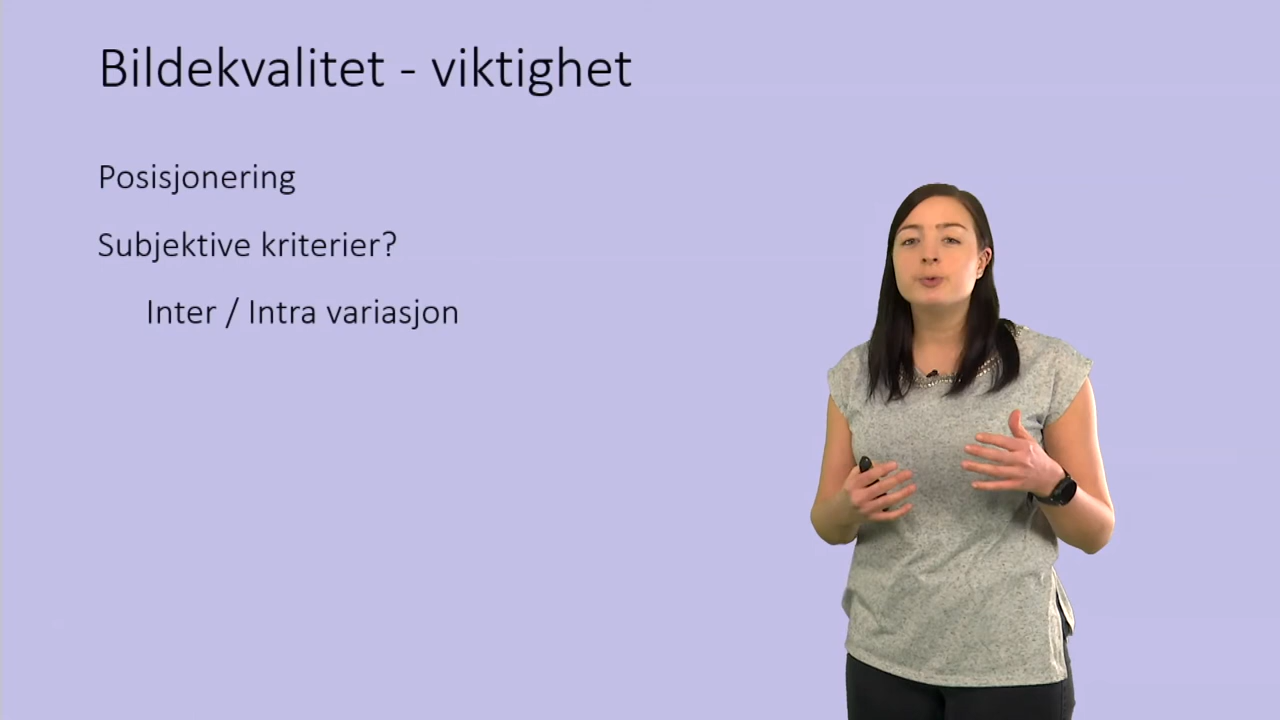 Bildekvalitet - viktighet
Posisjonering
Subjektive kriterier?
Inter / Intra variasjon